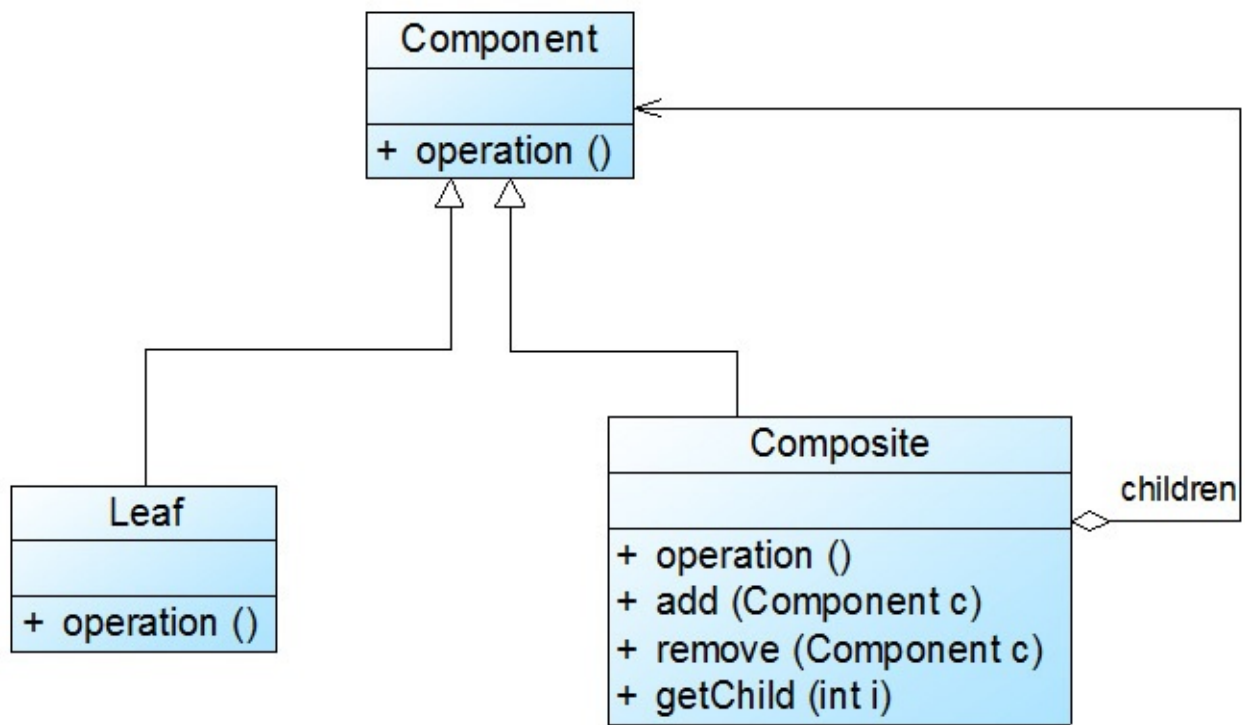 Component
+ operation ()
Leaf
+ operation ()
Composite
+ operation ()
+ add (Component c)
+ remove (Component c)
+ getChild (int i)
children